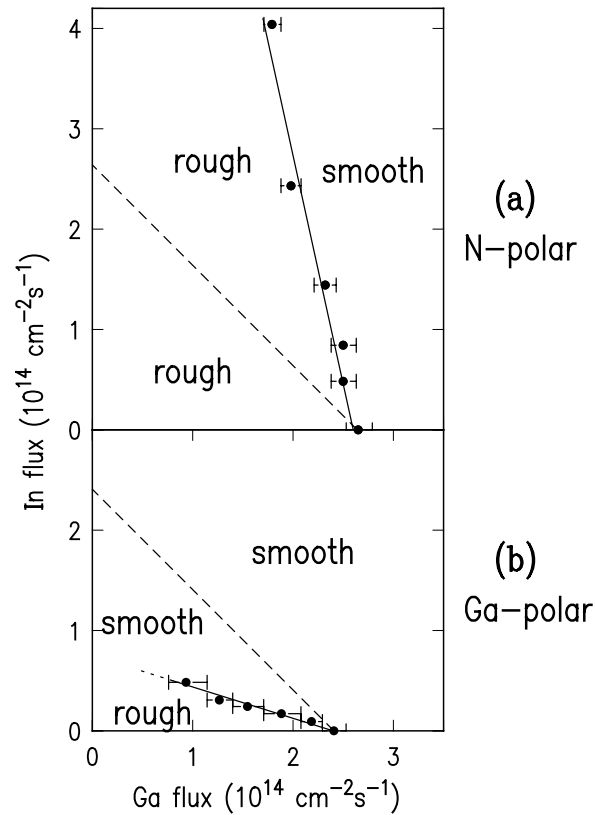 4
3
2
1
0
rough
smooth
rough
(a)
N-polar
In flux (10¹⁴ cm⁻²s⁻¹)
2
1
0
smooth
smooth
rough
(b)
Ga-polar
0 1 2 3
Ga flux (10¹⁴ cm⁻²s⁻¹)